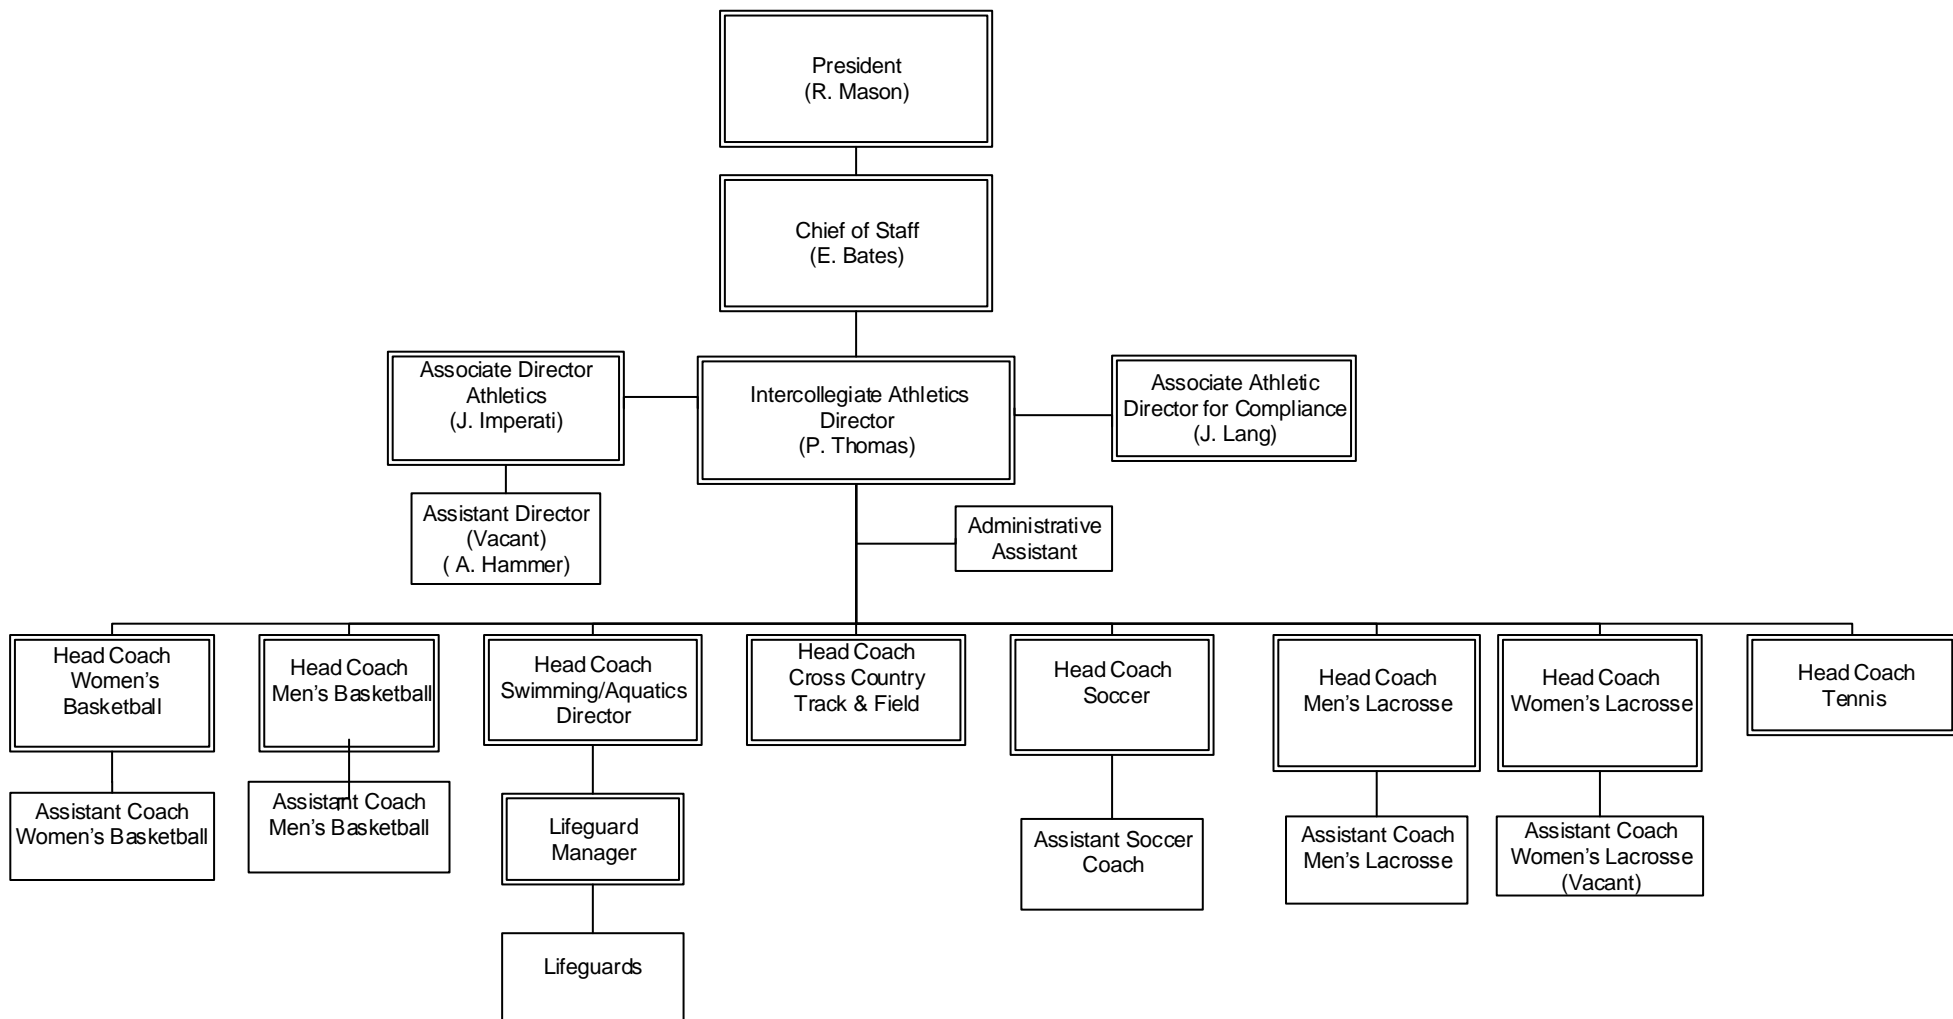 President
(R. Mason)
Chief of Staff
(E. Bates)
Associate Director
Athletics
(J. Imperati)
Intercollegiate Athletics
Director
(P. Thomas)
Associate Athletic
Director for Compliance
(J. Lang)
Assistant Director
(Vacant)
( A. Hammer)
Administrative
Assistant
Head Coach
Women's
Basketball
Head Coach
Men's Basketball
Head Coach
Swimming/Aquatics
Director
Head Coach
Cross Country
Track & Field
Head Coach
Soccer
Head Coach
Men's Lacrosse
Head Coach
Women's Lacrosse
Head Coach
Tennis
Assistant Coach
Women's Basketball
Assistant Coach
Men's Basketball
Lifeguard
Manager
Assistant Soccer
Coach
Assistant Coach
Men's Lacrosse
Assistant Coach
Women's Lacrosse
(Vacant)
Lifeguards